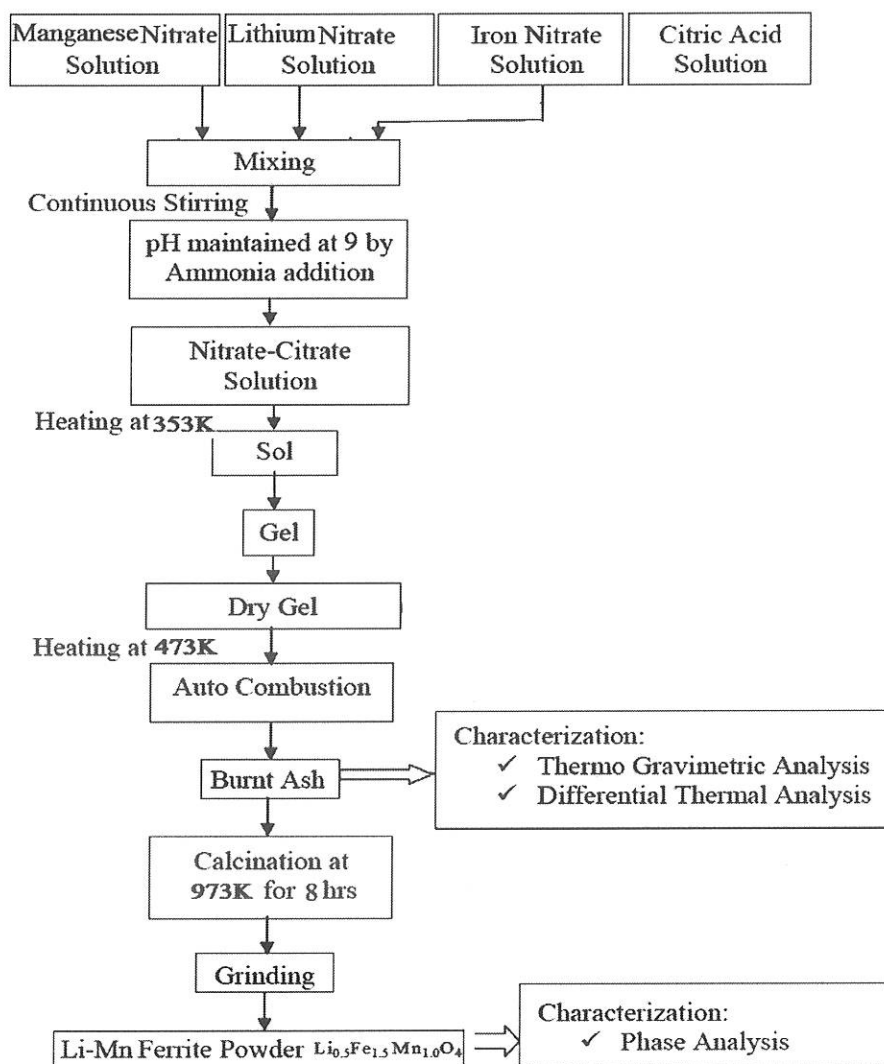 Manganese Nitrate
Solution
Lithium Nitrate
Solution
Iron Nitrate
Solution
Citric Acid
Solution
Mixing
Continuous Stirring
pH maintained at 9 by
Ammonia addition
Nitrate-Citrate
Solution
Heating at 353K
Sol
Gel
Dry Gel
Heating at 473K
Auto Combustion
Burnt Ash
Characterization:
✓ Thermo Gravimetric Analysis
✓ Differential Thermal Analysis
Calcination at
973K for 8 hrs
Grinding
Li-Mn Ferrite Powder Li0.5Fe1.5Mn1.0O4
Characterization:
✓ Phase Analysis